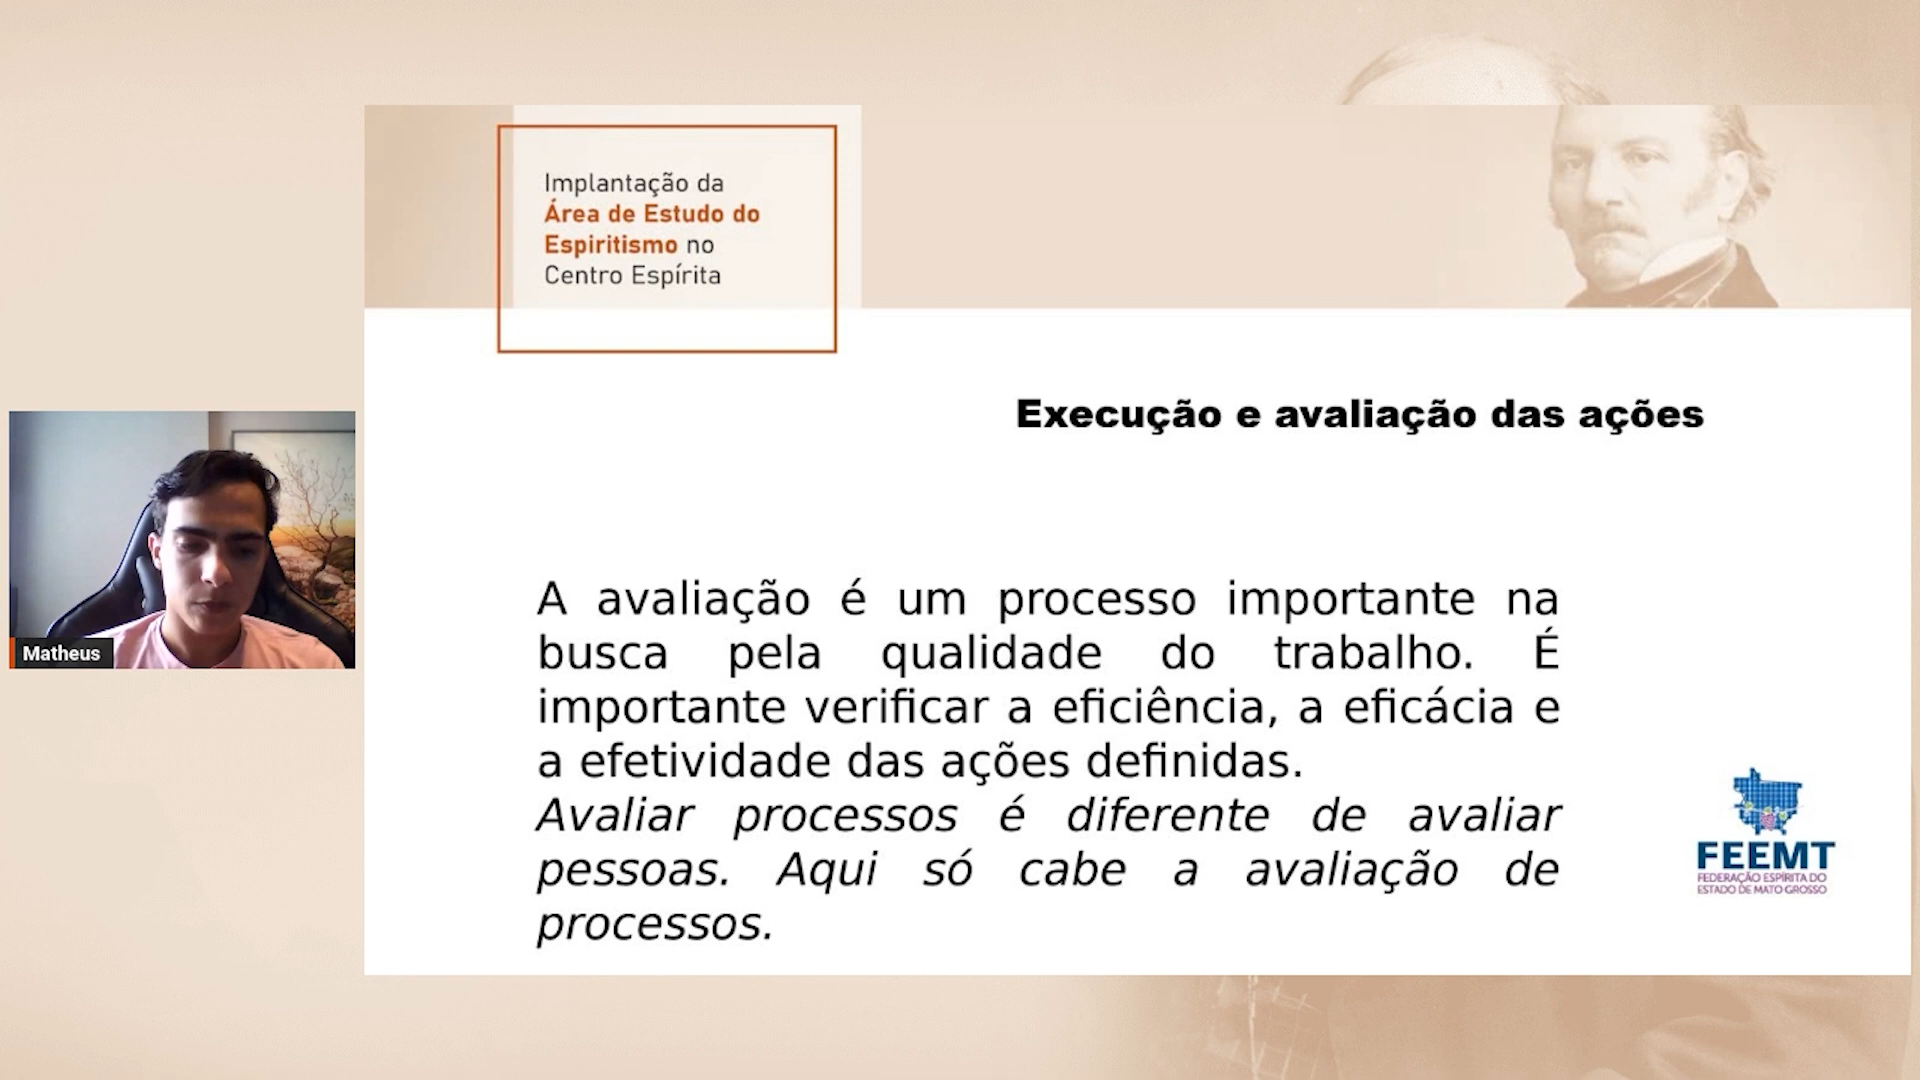 Implantação da
Área de Estudo do
Espiritismo no
Centro Espírita
Execução e avaliação das ações
A avaliação é um processo importante na
busca pela qualidade do trabalho. É
importante verificar a eficiência, a eficácia e
a efetividade das ações definidas.
Avaliar processos é diferente de avaliar
pessoas. Aqui só cabe a avaliação de
processos.
Matheus
FEEMT
FEDERAÇÃO ESPÍRITA DO
ESTADO DE MATO GROSSO